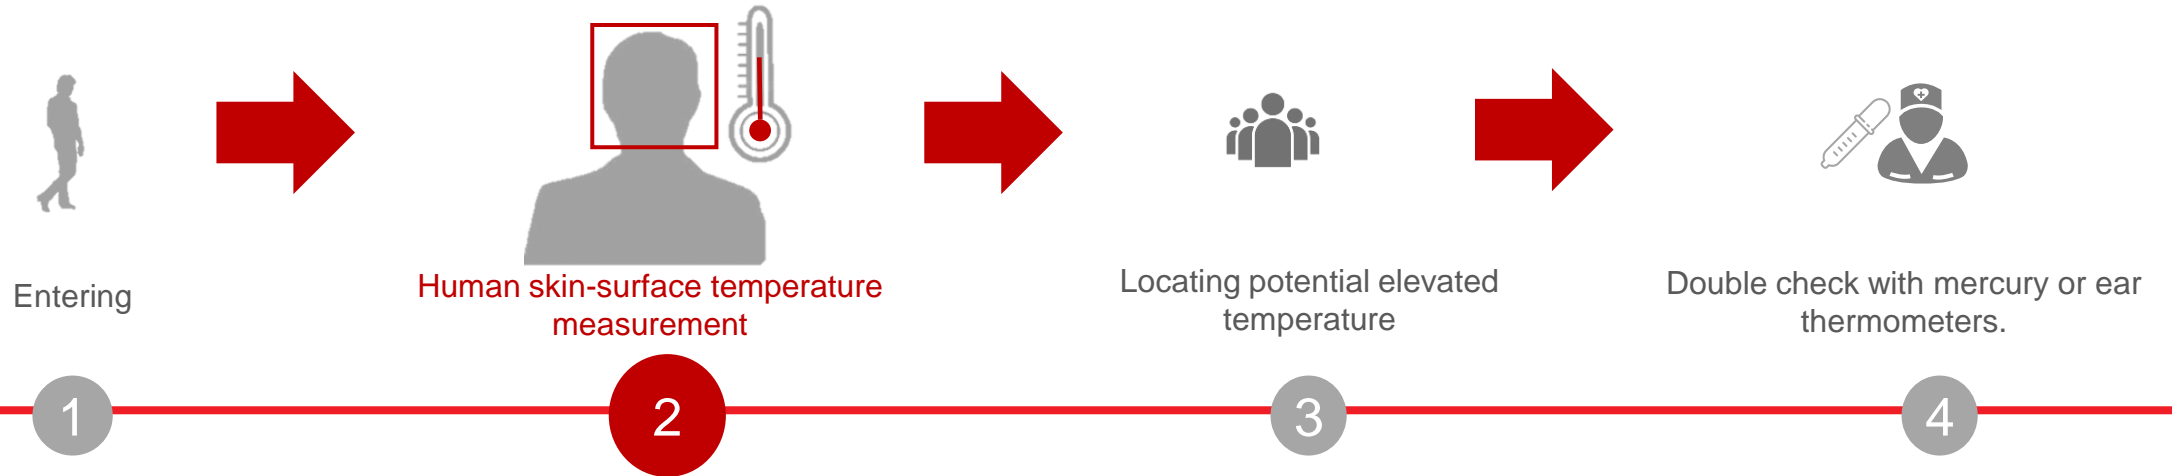 Entering
Human skin-surface temperature
measurement
Locating potential elevated
temperature
Double check with mercury or ear
thermometers.
1
2
3
4